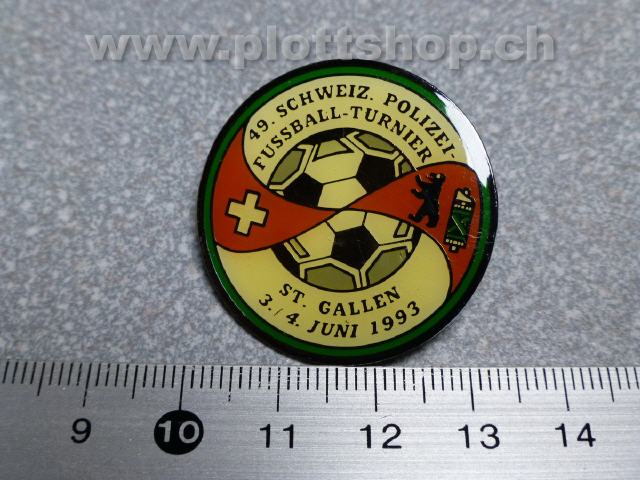 www.plottshop.ch
49. SCHWEIZ. POLIZEI-
FUSSBALL-TURNIER
ST. GALLEN
3./4. JUNI 1993
9 10 11 12 13 14